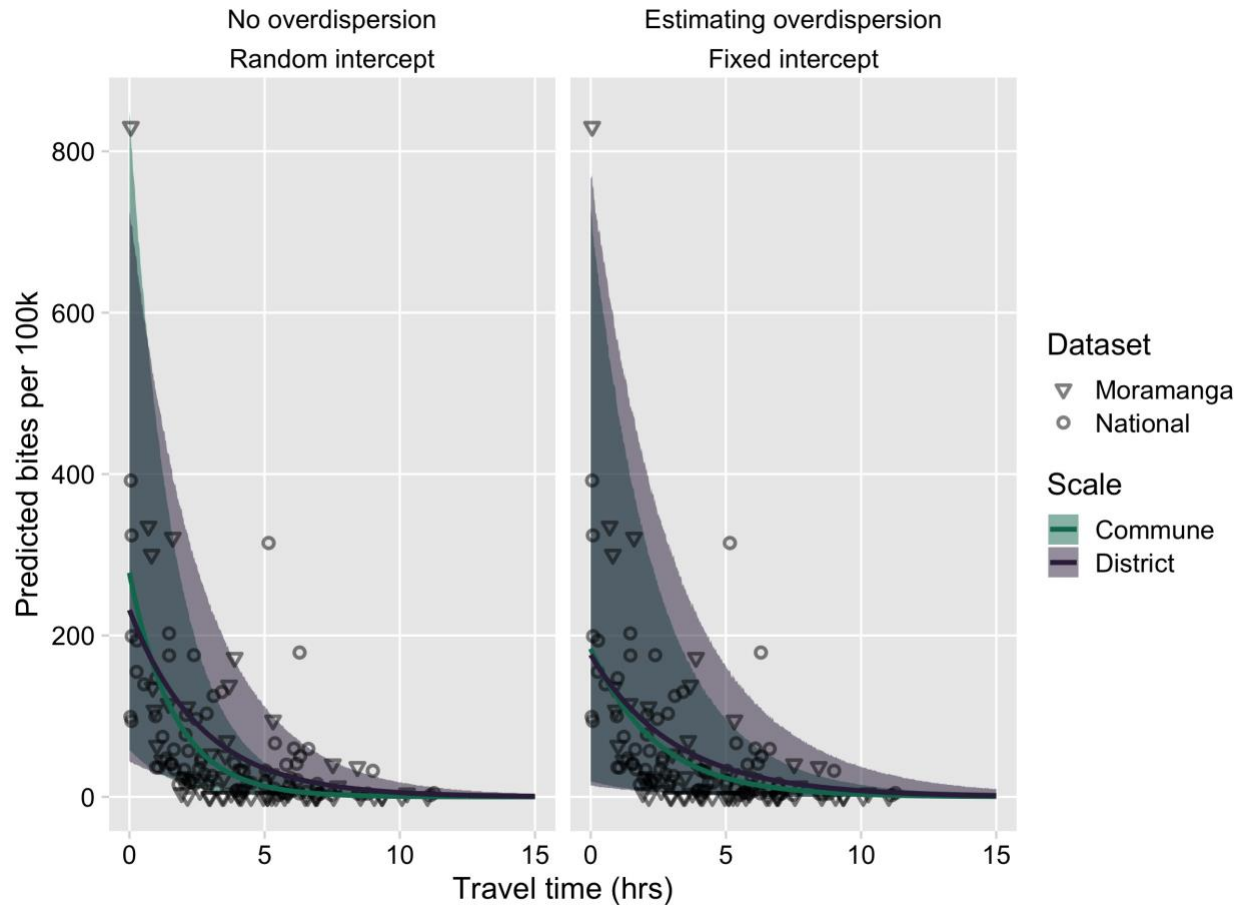 No overdispersion
Random intercept
Estimating overdispersion
Fixed intercept
Predicted bites per 100k
800
600
400
200
0
0 5 10 15
0 5 10 15
Travel time (hrs)
Dataset
Moramanga
National
Scale
Commune
District